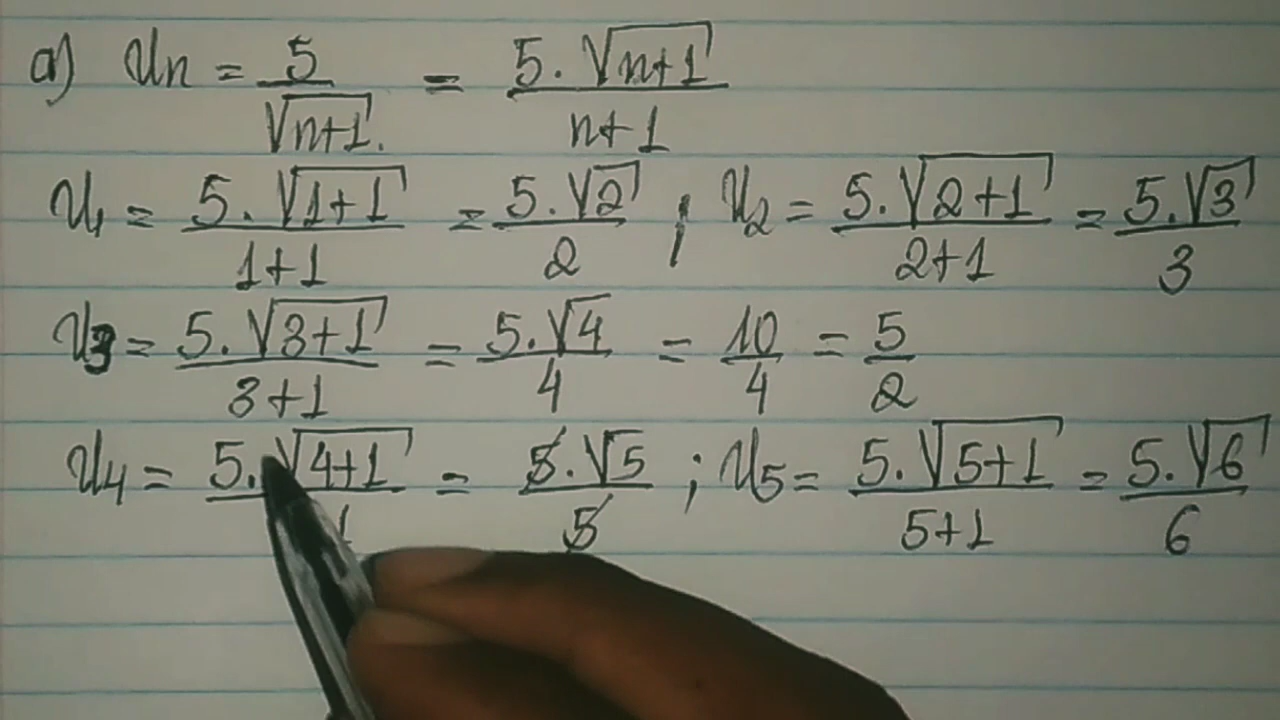 a) Un = 5/√(n+1). = 5.√(n+1)/(n+1)
U₁ = 5.√(1+1)/(1+1) = 5.√2/2 ; U₂ = 5.√(2+1)/(2+1) = 5.√3/3
U₃ = 5.√(3+1)/(3+1) = 5.√4/4 = 10/4 = 5/2
U₄ = 5.√(4+1)/1 = 5.√5/5 ; U₅ = 5.√(5+1)/(5+1) = 5.√6/6